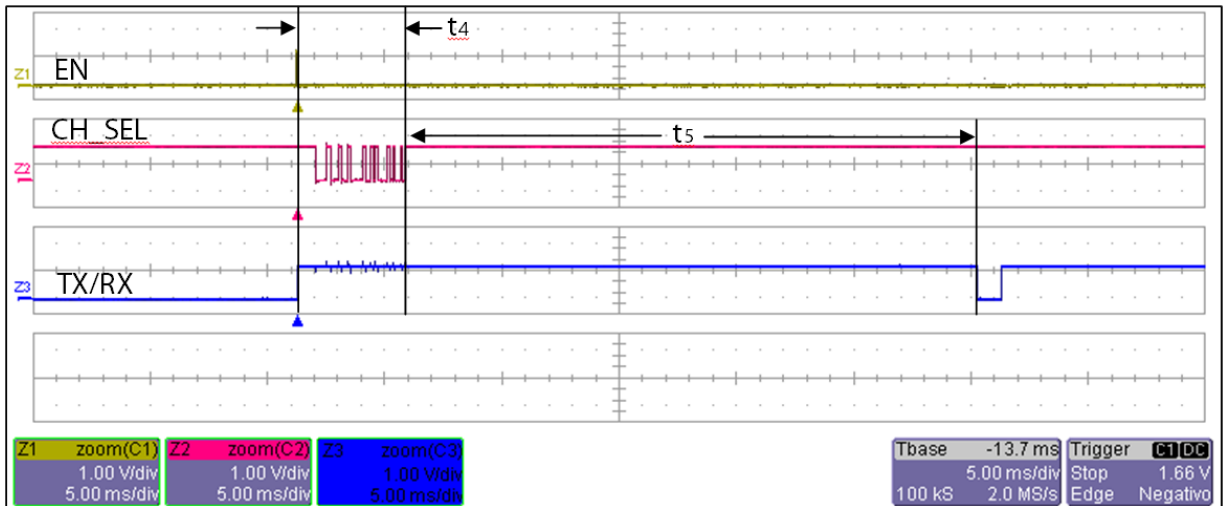 t4
Z1 EN
CH_SEL
t5
Z2
TX/RX
Z3
Z1 zoom(C1)
1.00 V/div
5.00 ms/div
Z2 zoom(C2)
1.00 V/div
5.00 ms/div
Z3 zoom(C3)
1.00 V/div
5.00 ms/div
Tbase -13.7 ms
5.00 ms/div
100 kS 2.0 MS/s
Trigger C1 DC
Stop 1.66 V
Edge Negativo